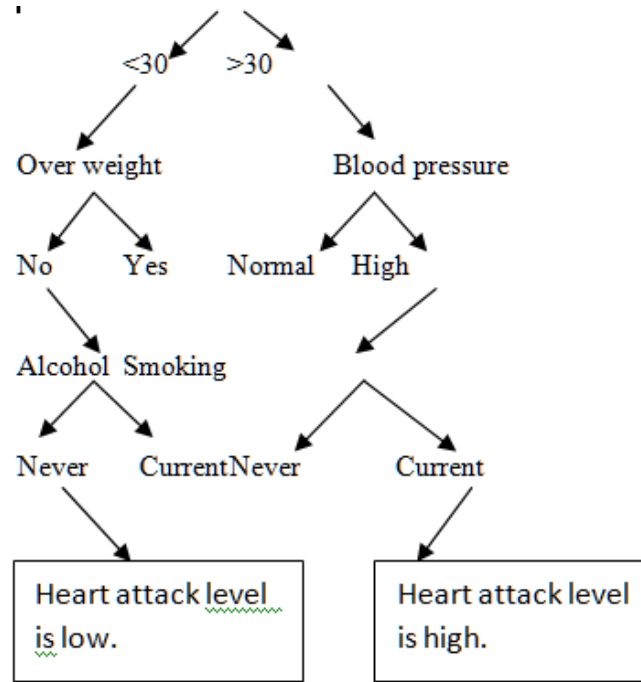 <30 >30
Over weight Blood pressure
No Yes Normal High
Alcohol Smoking
Never CurrentNever Current
Heart attack level
is low.
Heart attack level
is high.